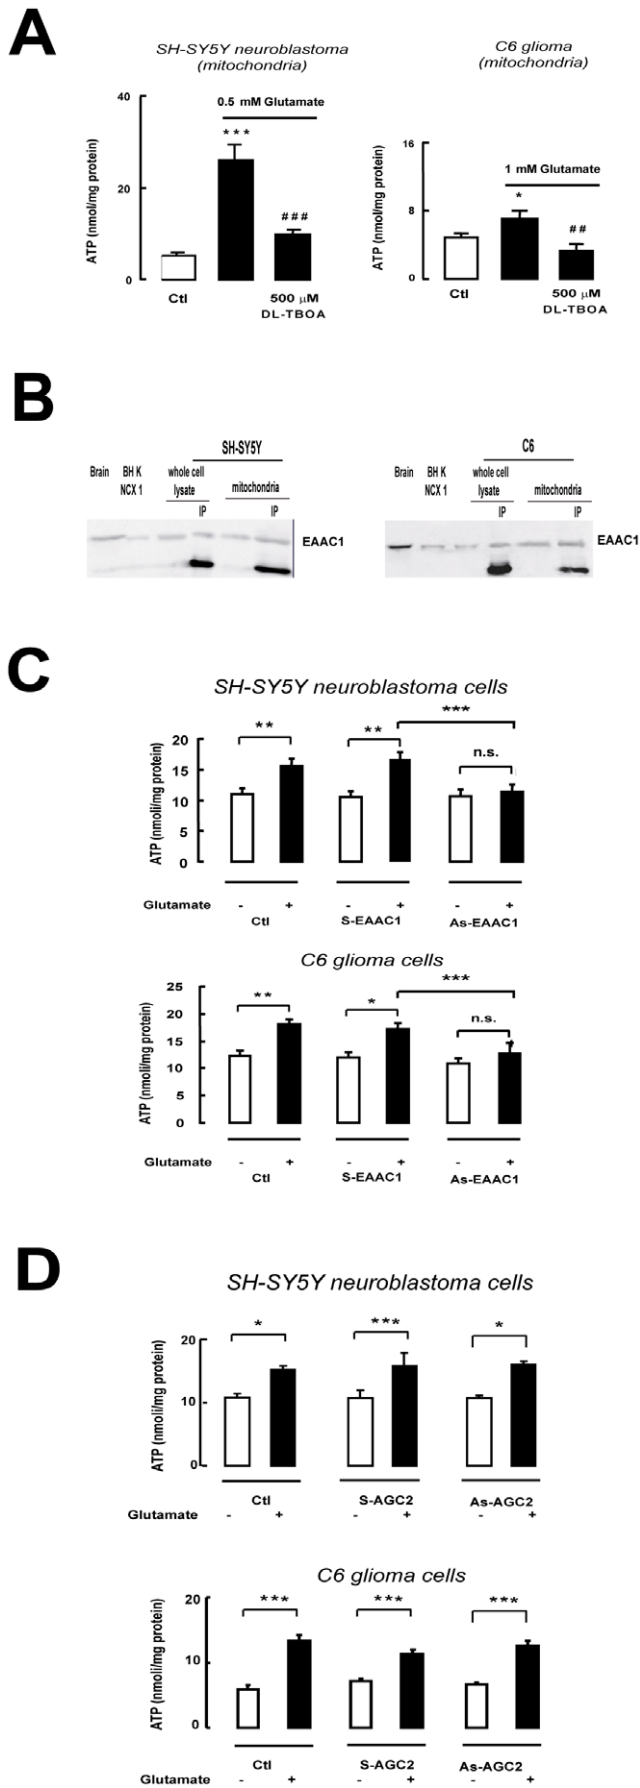 A
SH-SY5Y neuroblastoma
(mitochondria)
C6 glioma
(mitochondria)
ATP (nmol/mg protein)
40
20
0
0.5 mM Glutamate
***
###
Ctl
500 µM
DL-TBOA
ATP (nmol/mg protein)
16
8
0
1 mM Glutamate
*
##
Ctl
500 µM
DL-TBOA
B
SH-SY5Y
Brain
BH K
NCX 1
whole cell
lysate
mitochondria
IP
IP
EAAC1
C6
Brain
BH K
NCX 1
whole cell
lysate
mitochondria
IP
IP
EAAC1
C
SH-SY5Y neuroblastoma cells
ATP (nmoli/mg protein)
20
15
10
5
0
**
**
***
n.s.
Glutamate - + - + - +
Ctl S-EAAC1 As-EAAC1
C6 glioma cells
ATP (nmoli/mg protein)
25
20
15
10
5
0
**
*
***
n.s.
Glutamate - + - + - +
Ctl S-EAAC1 As-EAAC1
D
SH-SY5Y neuroblastoma cells
ATP (nmoli/mg protein)
20
10
0
*
***
*
Ctl S-AGC2 As-AGC2
Glutamate - + - + - +
C6 glioma cells
ATP (nmoli/mg protein)
20
10
0
***
***
***
Ctl S-AGC2 As-AGC2
Glutamate - + - + - +